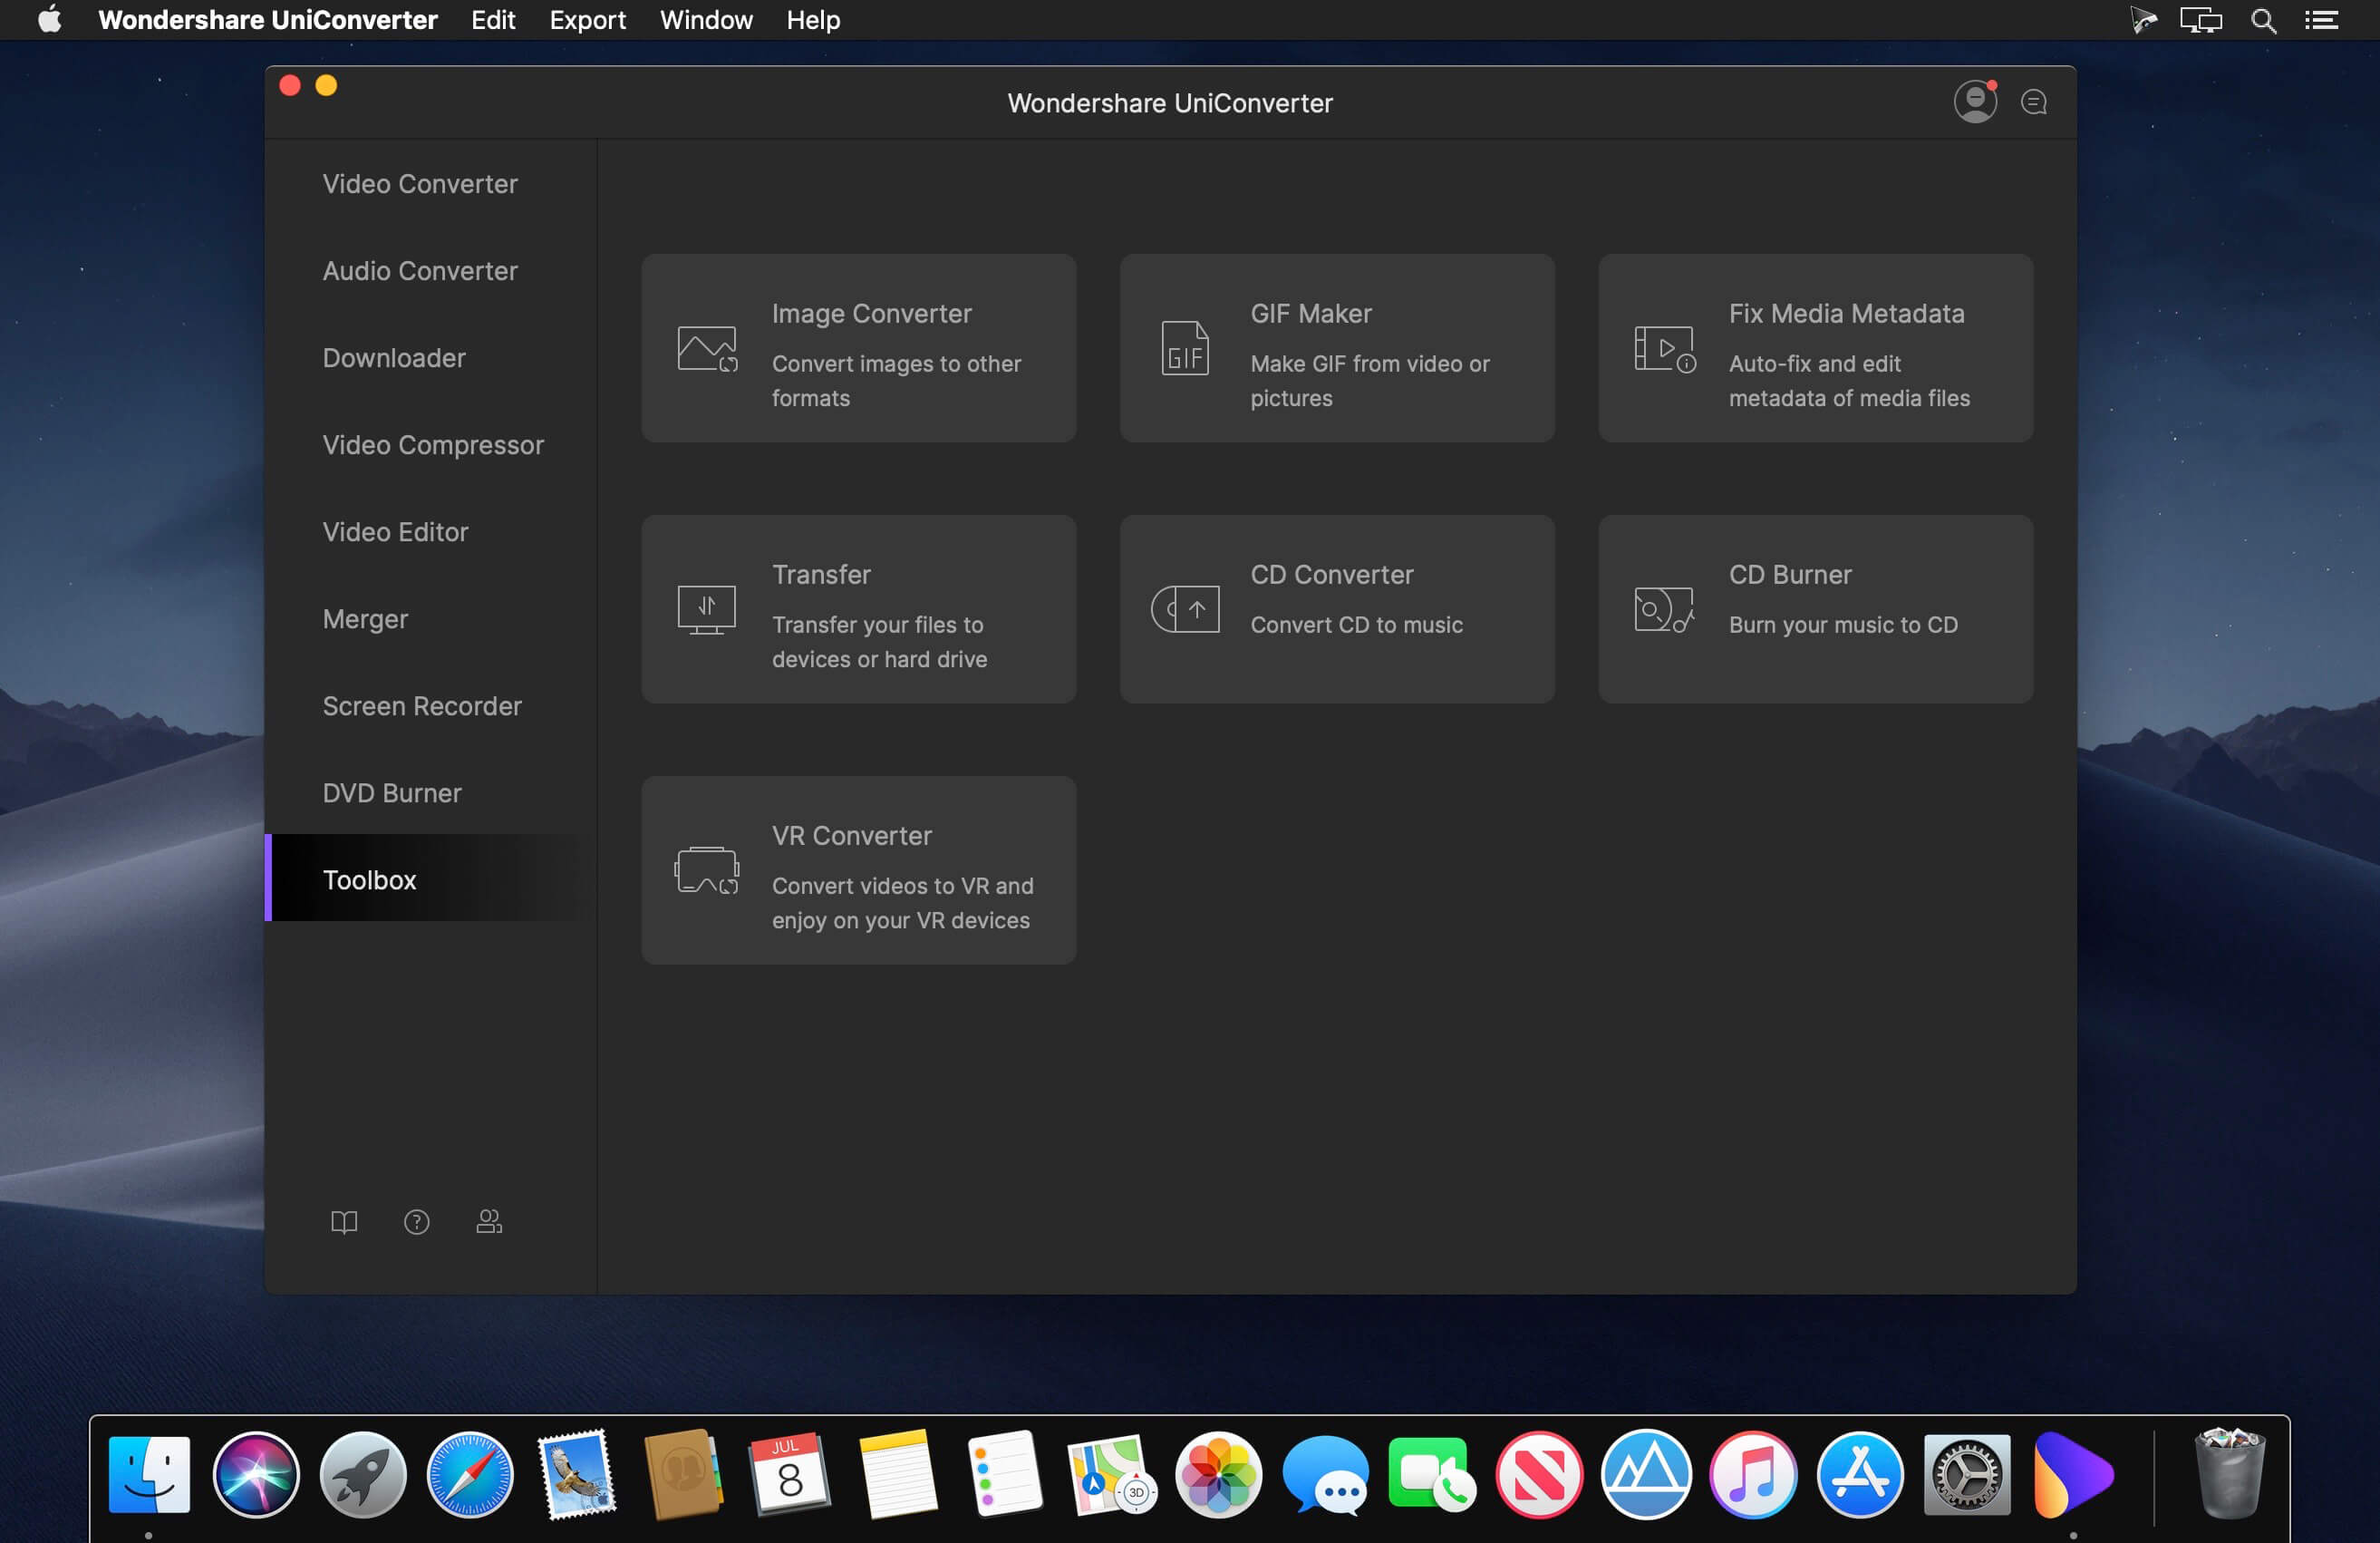 Wondershare UniConverter Edit Export Window Help
Wondershare UniConverter
Video Converter
Audio Converter
Downloader
Video Compressor
Video Editor
Merger
Screen Recorder
DVD Burner
Toolbox
Image Converter
Convert images to other
formats
GIF
GIF Maker
Make GIF from video or
pictures
Fix Media Metadata
Auto-fix and edit
metadata of media files
Transfer
Transfer your files to
devices or hard drive
CD Converter
Convert CD to music
CD Burner
Burn your music to CD
VR Converter
Convert videos to VR and
enjoy on your VR devices
JUL
8
3D